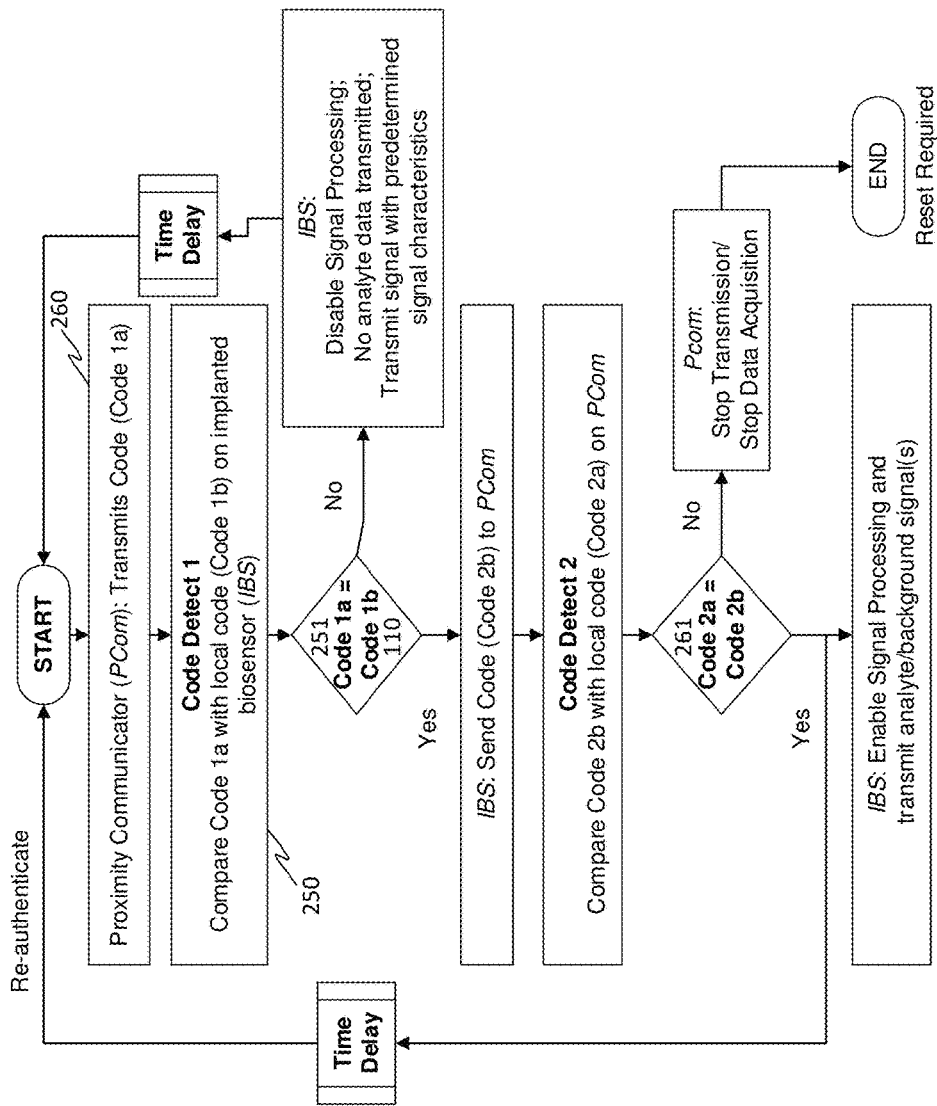 Re-authenticate
START
260
Proximity Communicator (PCom): Transmits Code (Code 1a)
Code Detect 1
Compare Code 1a with local code (Code 1b) on implanted
biosensor (IBS)
250
251
Code 1a =
Code 1b
110
No
IBS:
Disable Signal Processing;
No analyte data transmitted;
Transmit signal with predetermined
signal characteristics
Time
Delay
Yes
IBS: Send Code (Code 2b) to PCom
Code Detect 2
Compare Code 2b with local code (Code 2a) on PCom
261
Code 2a =
Code 2b
No
Pcom:
Stop Transmission/
Stop Data Acquisition
END
Reset Required
Yes
IBS: Enable Signal Processing and
transmit analyte/background signal(s)
Time
Delay